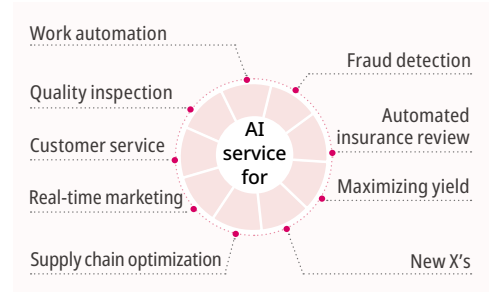 Work automation
Quality inspection
Customer service
Real-time marketing
Supply chain optimization
AI
service
for
Fraud detection
Automated
insurance review
Maximizing yield
New X's